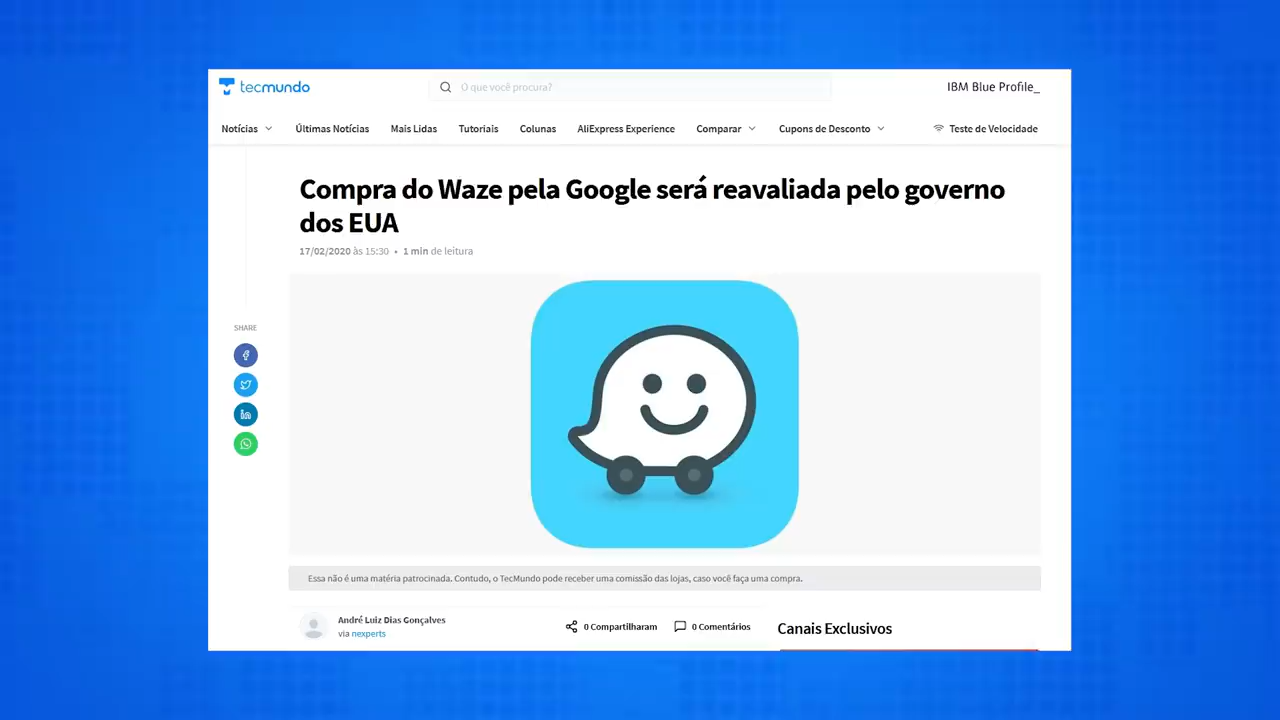 tecmundo
O que você procura?
IBM Blue Profile_
Notícias
Últimas Notícias
Mais Lidas
Tutoriais
Colunas
AliExpress Experience
Comparar
Cupons de Desconto
Teste de Velocidade
Compra do Waze pela Google será reavaliada pelo governo
dos EUA
17/02/2020 às 15:30 • 1 min de leitura
SHARE
Essa não é uma matéria patrocinada. Contudo, o TecMundo pode receber uma comissão das lojas, caso você faça uma compra.
André Luiz Dias Gonçalves
via nexperts
0 Compartilharam
0 Comentários
Canais Exclusivos